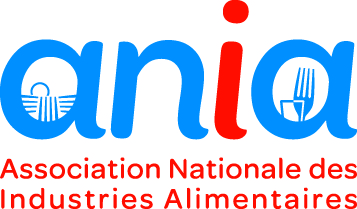 ania
Association Nationale des
Industries Alimentaires